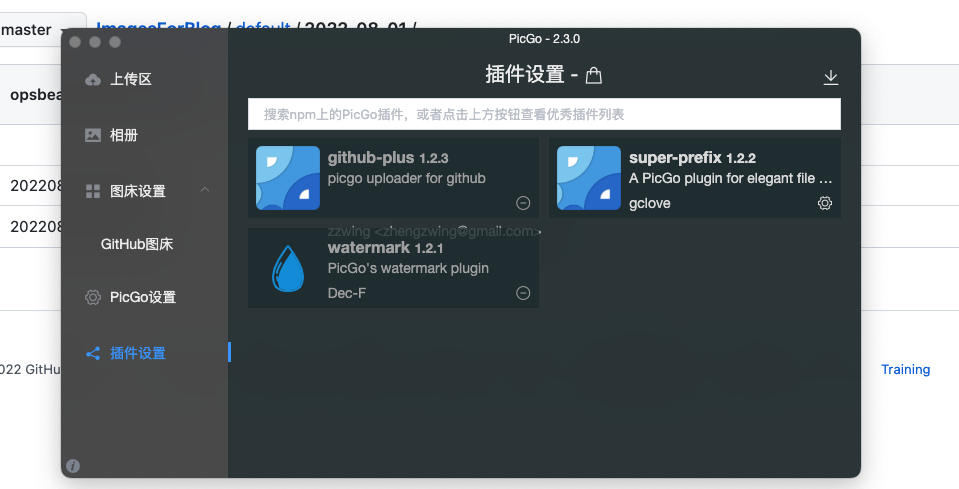 master
ImagesForBlog / default / 2022-08-01 /
opsbea
202208
202208
022 GitHu
Training
PicGo - 2.3.0
上传区
相册
图床设置
GitHub图床
PicGo设置
插件设置
插件设置 -
搜索npm上的PicGo插件，或者点击上方按钮查看优秀插件列表
github-plus 1.2.3
picgo uploader for github
zzwing <zhengzwing@gmail.com>
super-prefix 1.2.2
A PicGo plugin for elegant file ...
gclove
watermark 1.2.1
PicGo's watermark plugin
Dec-F